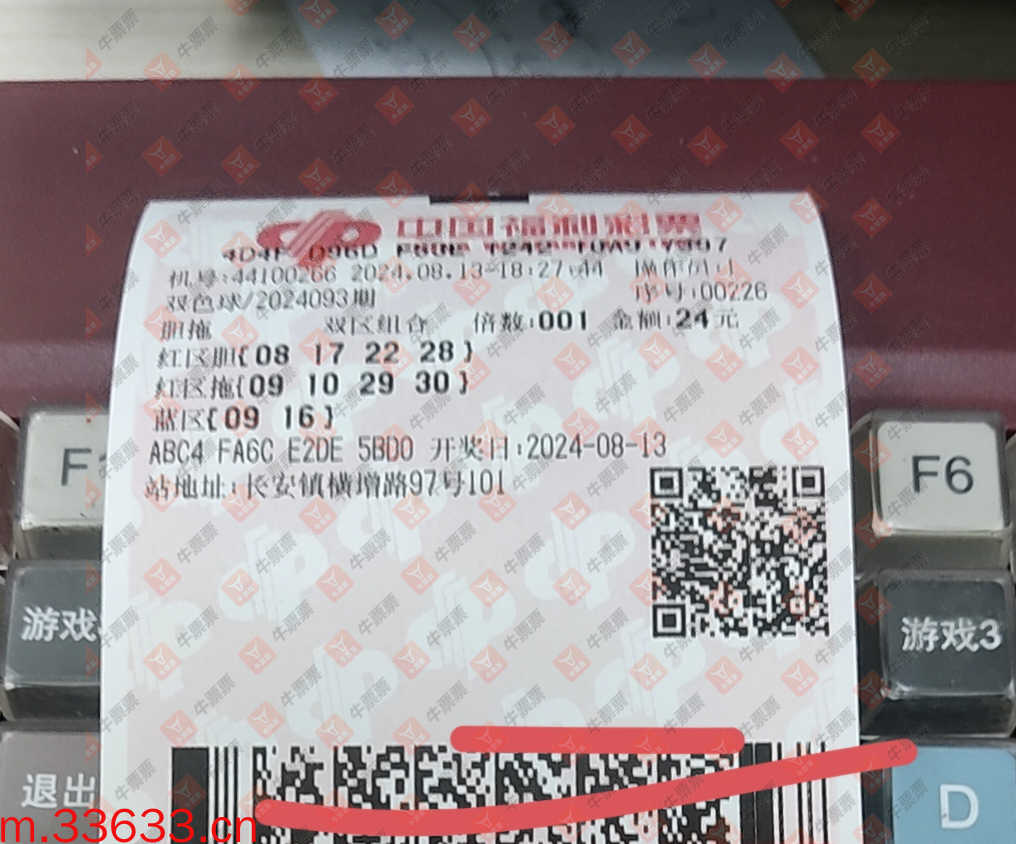 中国福利彩票
机号:44100266 2024.08.13-18:27:44 操作员:1
双色球/2024093期 序号:00226
胆拖 双区组合 倍数:001 金额:24元
红区胆{08 17 22 28}
红区拖{09 10 29 30}
蓝区{09 16}
ABC4 FA6C E2DE 5BD0 开奖日:2024-08-13
站地址:长安镇横增路97号101
F6
游戏
游戏3
退出
D
m.33633.cn
牛票票